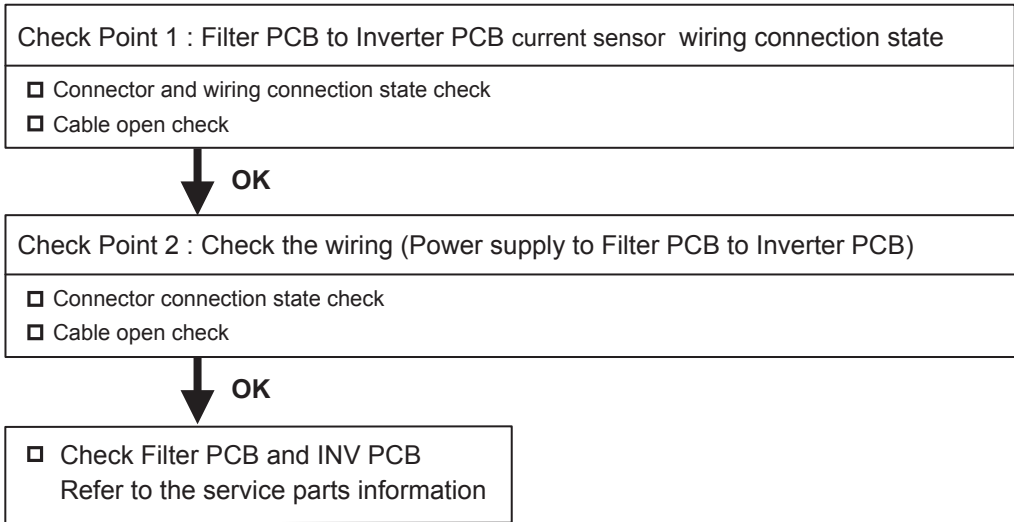 Check Point 1 : Filter PCB to Inverter PCB current sensor wiring connection state
Connector and wiring connection state check
Cable open check
OK
Check Point 2 : Check the wiring (Power supply to Filter PCB to Inverter PCB)
Connector connection state check
Cable open check
OK
Check Filter PCB and INV PCB
Refer to the service parts information